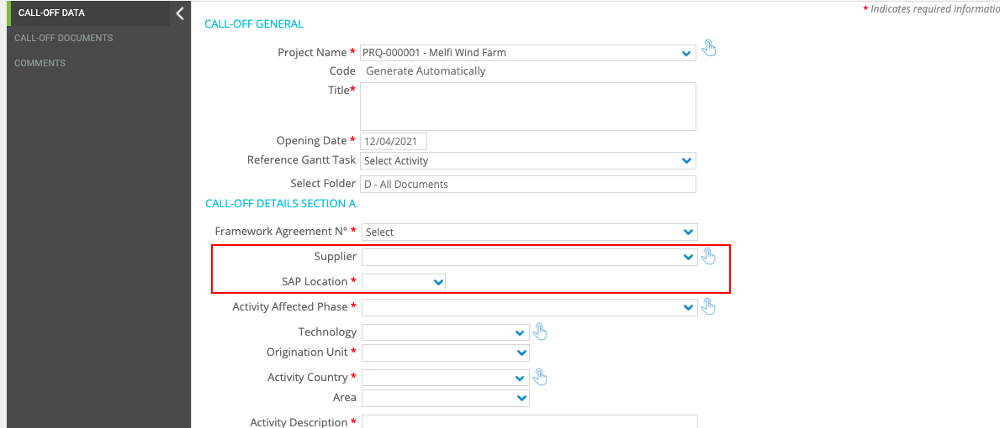 CALL-OFF DATA
CALL-OFF DOCUMENTS
COMMENTS
* Indicates required informatio
CALL-OFF GENERAL
Project Name * PRQ-000001 - Melfi Wind Farm
Code Generate Automatically
Title*
Opening Date * 12/04/2021
Reference Gantt Task Select Activity
Select Folder D - All Documents
CALL-OFF DETAILS SECTION A
Framework Agreement N° * Select
Supplier
SAP Location *
Activity Affected Phase *
Technology
Origination Unit *
Activity Country *
Area
Activity Description *